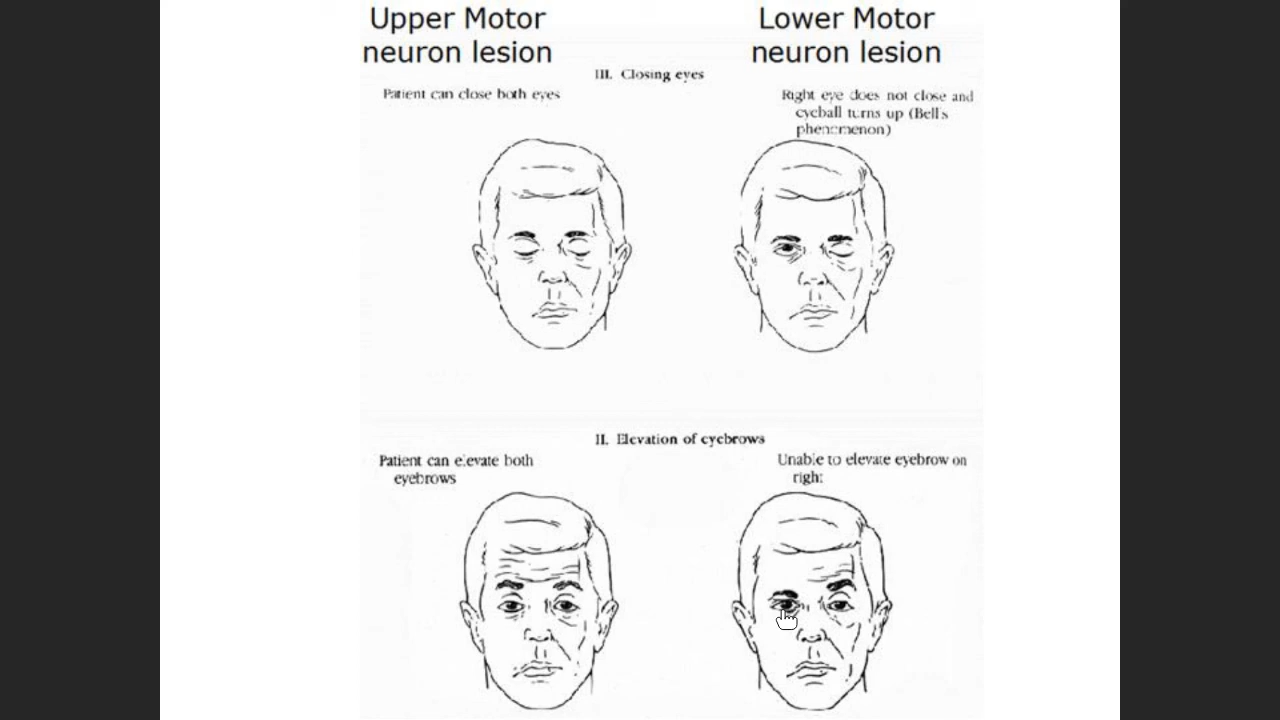 Upper Motor
neuron lesion
Lower Motor
neuron lesion
III. Closing eyes
Patient can close both eyes
Right eye does not close and
eyeball turns up (Bell's
phenomenon)
II. Elevation of eyebrows
Patient can elevate both
eyebrows
Unable to elevate eyebrow on
right